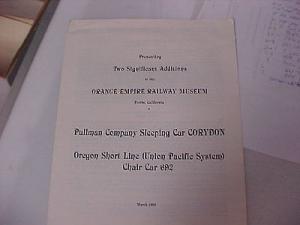 Presenting
Two Significant Additions
to the
ORANGE EMPIRE RAILWAY MUSEUM
Perris, California
Pullman Company Sleeping Car CORYDON
Oregon Short Line (Union Pacific System)
Chair Car 692
March